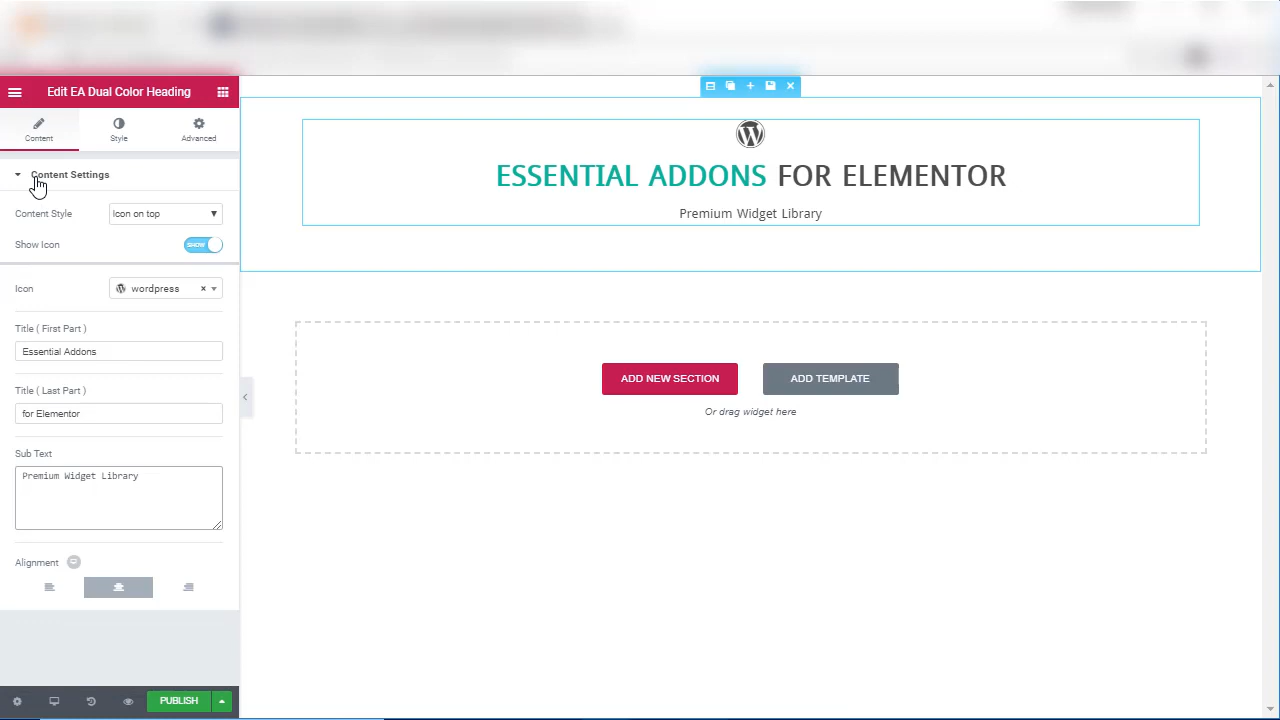 Edit EA Dual Color Heading
Content
Style
Advanced
Content Settings
Content Style
Icon on top
Show Icon
SHOW
Icon
wordpress
Title ( First Part )
Essential Addons
Title ( Last Part )
for Elementor
Sub Text
Premium Widget Library
Alignment
PUBLISH
ESSENTIAL ADDONS FOR ELEMENTOR
Premium Widget Library
ADD NEW SECTION
ADD TEMPLATE
Or drag widget here